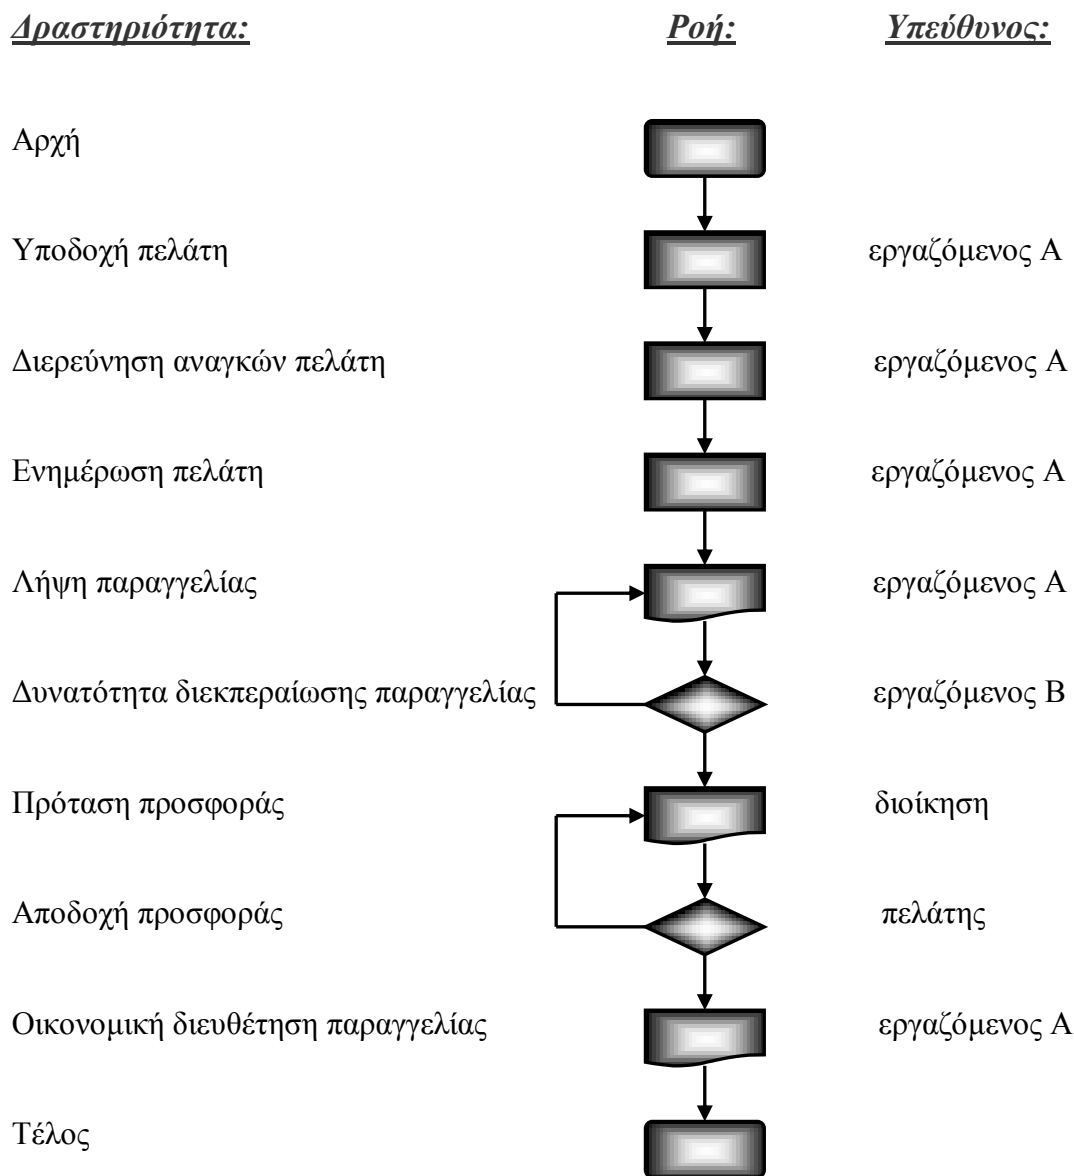 Δραστηριότητα: Ροή: Υπεύθυνος:
Αρχή
Υποδοχή πελάτη εργαζόμενος Α
Διερεύνηση αναγκών πελάτη εργαζόμενος Α
Ενημέρωση πελάτη εργαζόμενος Α
Λήψη παραγγελίας εργαζόμενος Α
Δυνατότητα διεκπεραίωσης παραγγελίας εργαζόμενος Β
Πρόταση προσφοράς διοίκηση
Αποδοχή προσφοράς πελάτης
Οικονομική διευθέτηση παραγγελίας εργαζόμενος Α
Τέλος